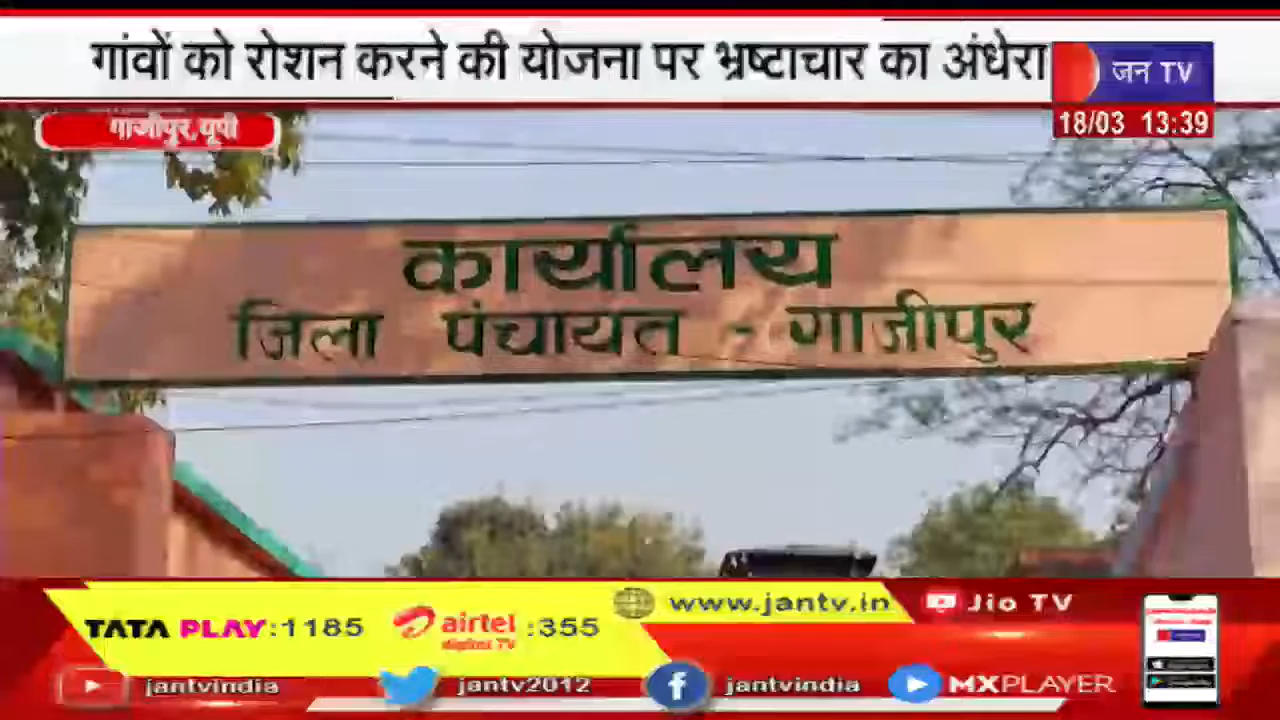 गांवों को रोशन करने की योजना पर भ्रष्टाचार का अंधेरा
जन TV
गाजीपुर, यूपी
18/03 13:39
कार्यालय
जिला पंचायत - गाजीपुर
TATA PLAY:1185
airtel :355
digital TV
www.jantv.in
Jio TV
jantvindia
jantv2012
jantvindia
MXPLAYER